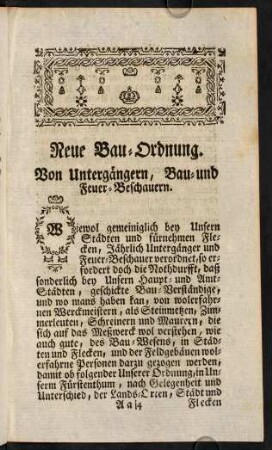 Neue Bau-Ordnung.
Von Untergängern, Bau- und
Feuer-Beschauern.
Wiewol gemeiniglich bey Unsern
Städten und fürnehmen Fle-
cken, Jährlich Untergänger und
Feuer-Beschauer verordnet, so er-
fordert doch die Nothdurfft, daß
sonderlich bey Unsern Haupt- und Amt-
Städten, geschickte Bau-Verständige,
und wo mans haben kan, von wolerfahr-
nen Werckmeistern, als Steinmetzen, Zim-
merleuten, Schreinern und Maurern, die
sich auf das Meßwerck wol verstehen, wie
auch gute, des Bau-Wesens, in Städ-
ten und Flecken, und der Feldgebäuen wol-
erfahrne Personen darzu gezogen werden,
damit ob folgender Unserer Ordnung, in Un-
serm Fürstenthum, nach Gelegenheit und
Unterschied, der Lands-Orten, Städt und
Flecken